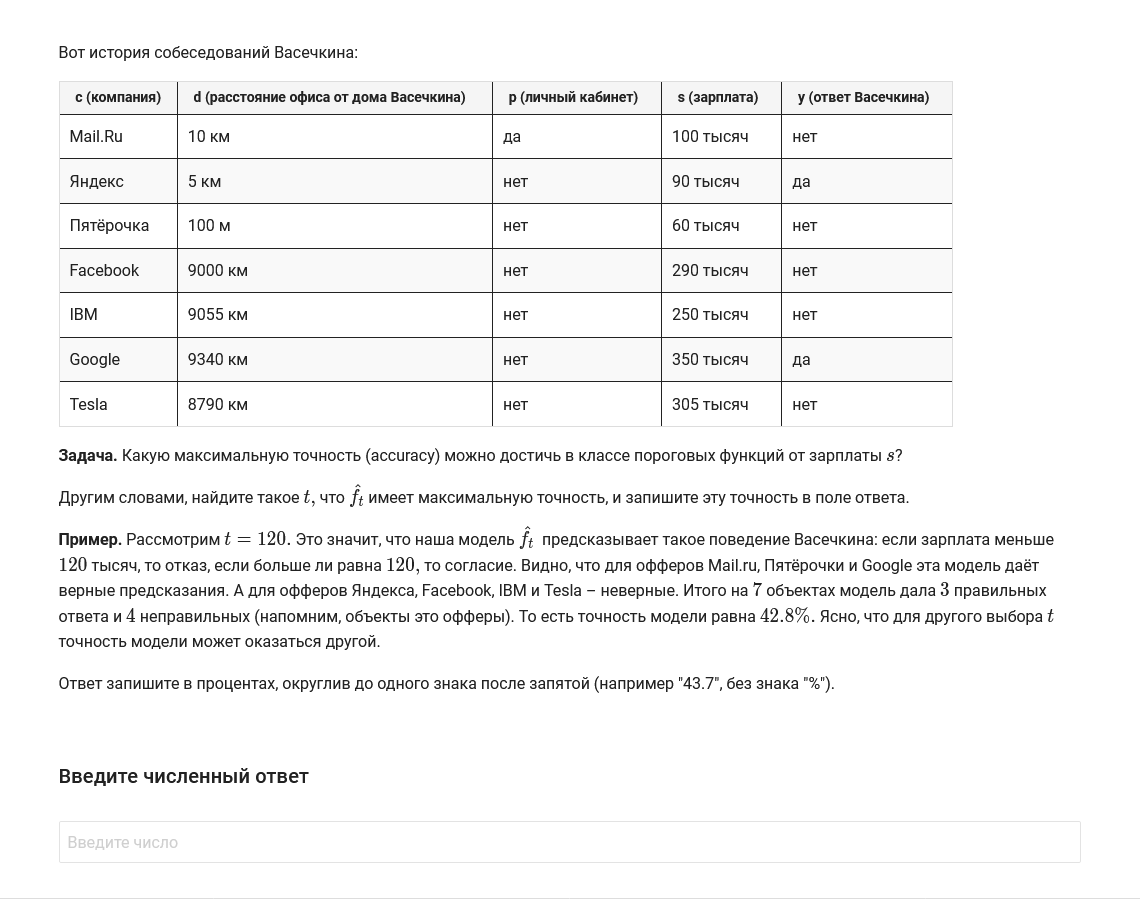 Вот история собеседований Васечкина:
c (компания) d (расстояние офиса от дома Васечкина) p (личный кабинет) s (зарплата) y (ответ Васечкина)
Mail.Ru 10 км да 100 тысяч нет
Яндекс 5 км нет 90 тысяч да
Пятёрочка 100 м нет 60 тысяч нет
Facebook 9000 км нет 290 тысяч нет
IBM 9055 км нет 250 тысяч нет
Google 9340 км нет 350 тысяч да
Tesla 8790 км нет 305 тысяч нет
Задача. Какую максимальную точность (accuracy) можно достичь в классе пороговых функций от зарплаты s?
Другим словами, найдите такое t, что f̂_t имеет максимальную точность, и запишите эту точность в поле ответа.
Пример. Рассмотрим t = 120. Это значит, что наша модель f̂_t предсказывает такое поведение Васечкина: если зарплата меньше
120 тысяч, то отказ, если больше ли равна 120, то согласие. Видно, что для офферов Mail.ru, Пятёрочки и Google эта модель даёт
верные предсказания. А для офферов Яндекса, Facebook, IBM и Tesla – неверные. Итого на 7 объектах модель дала 3 правильных
ответа и 4 неправильных (напомним, объекты это офферы). То есть точность модели равна 42.8%. Ясно, что для другого выбора t
точность модели может оказаться другой.
Ответ запишите в процентах, округлив до одного знака после запятой (например "43.7", без знака "%").
Введите численный ответ
Введите число